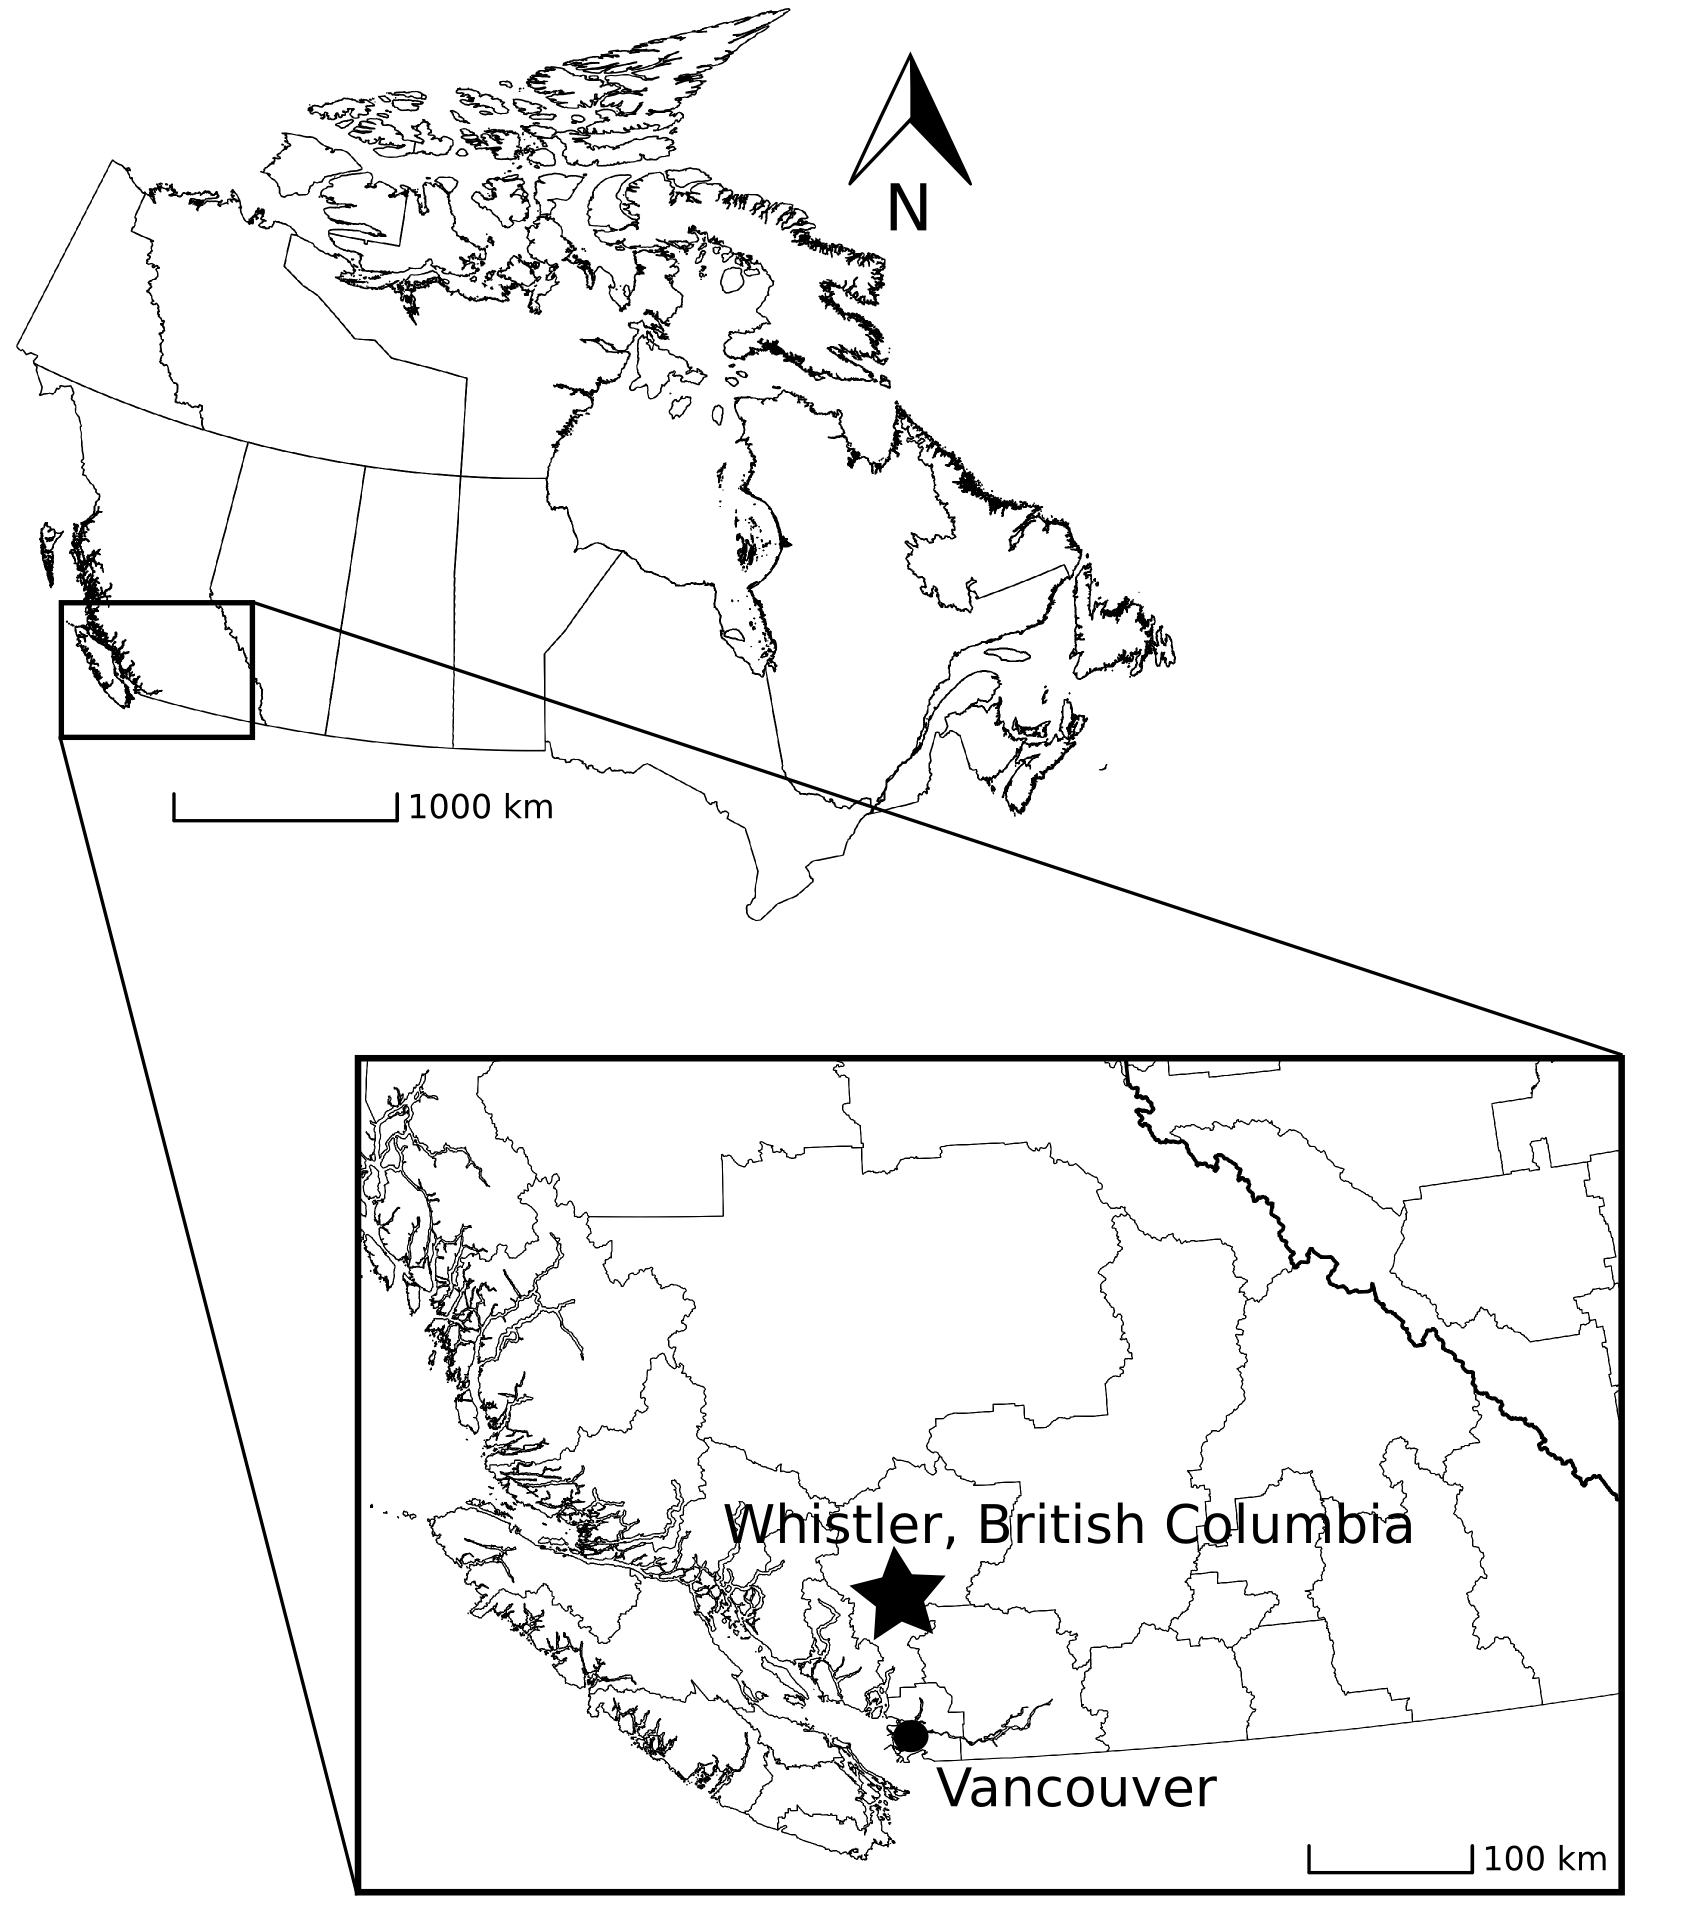 N
1000 km
Whistler, British Columbia
Vancouver
100 km